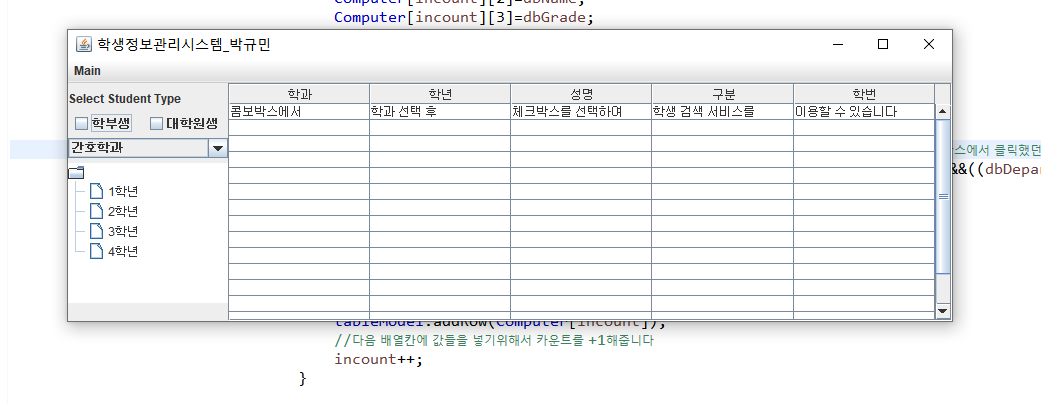 Computer[incount][2]=dbName;
Computer[incount][3]=dbGrade;
학생정보관리시스템_박규민
Main
Select Student Type
학부생 대학원생
간호학과
1학년
2학년
3학년
4학년
학과 학년 성명 구분 학번
콤보박스에서 학과 선택 후 체크박스를 선택하며 학생 검색 서비스를 이용할 수 있습니다
스에서 클릭했던
&&((dbDepar
tableModel.addRow(Computer[incount]);
//다음 배열칸에 값들을 넣기위해서 카운트를 +1해줍니다
incount++;
}